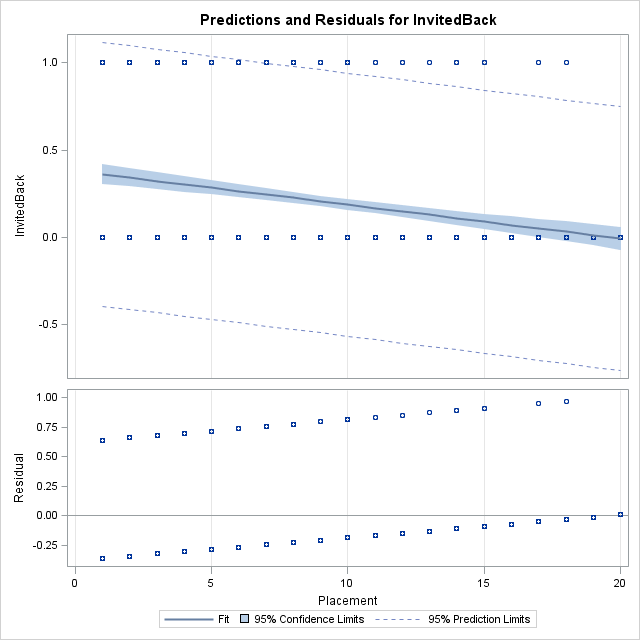 Predictions and Residuals for InvitedBack
1.0
0.5
0.0
-0.5
InvitedBack
1.00
0.75
0.50
0.25
0.00
-0.25
Residual
0 5 10 15 20
Placement
Fit 95% Confidence Limits 95% Prediction Limits